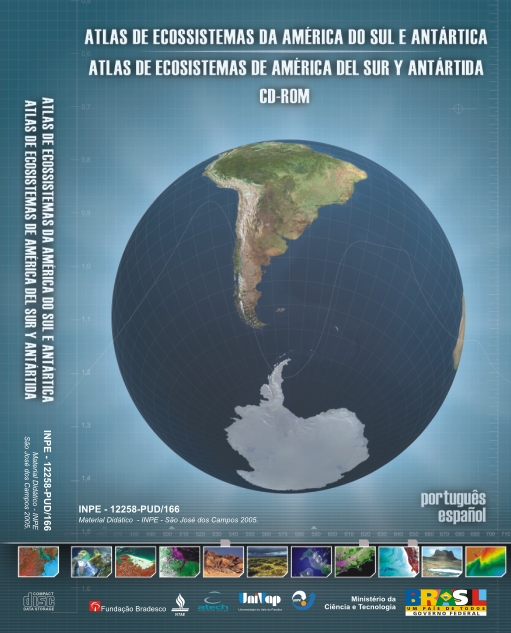 ATLAS DE ECOSSISTEMAS DA AMÉRICA DO SUL E ANTÁRTICA
ATLAS DE ECOSISTEMAS DE AMÉRICA DEL SUR Y ANTÁRTIDA
CD-ROM
ATLAS DE ECOSSISTEMAS DA AMÉRICA DO SUL E ANTÁRTICA
ATLAS DE ECOSISTEMAS DE AMÉRICA DEL SUR Y ANTÁRTIDA
INPE - 12258-PUD/166
Material Didático - INPE
São José dos Campos 2005.
INPE - 12258-PUD/166
Material Didático - INPE - São José dos Campos 2005.
português
español
COMPACT
disc
DATA STORAGE
Fundação Bradesco
atech
UniVap
Ministério da
Ciência e Tecnologia
BRASIL
UM PAÍS DE TODOS
GOVERNO FEDERAL